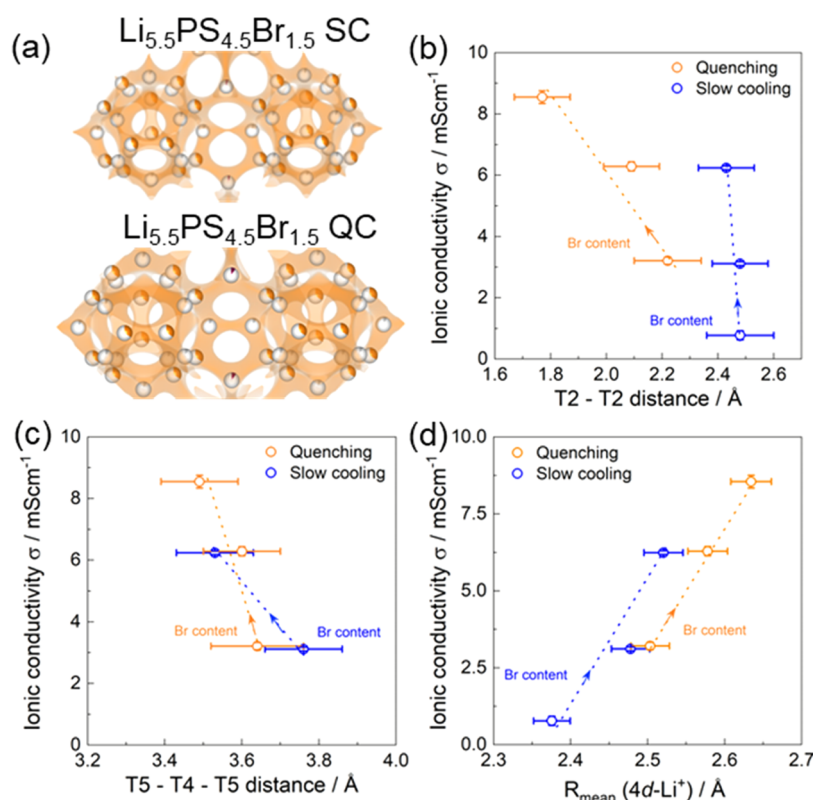 (a)
Li5.5PS4.5Br1.5 SC
Li5.5PS4.5Br1.5 QC
(b)
Ionic conductivity σ / mScm-1
10
8
6
4
2
0
Quenching
Slow cooling
Br content
Br content
1.6 1.8 2.0 2.2 2.4 2.6
T2 - T2 distance / Å
(c)
Ionic conductivity σ / mScm-1
10
8
6
4
2
0
Quenching
Slow cooling
Br content
Br content
3.2 3.4 3.6 3.8 4.0
T5 - T4 - T5 distance / Å
(d)
Ionic conductivity σ / mScm-1
10.0
7.5
5.0
2.5
0.0
Quenching
Slow cooling
Br content
Br content
2.3 2.4 2.5 2.6 2.7
Rmean (4d-Li+) / Å